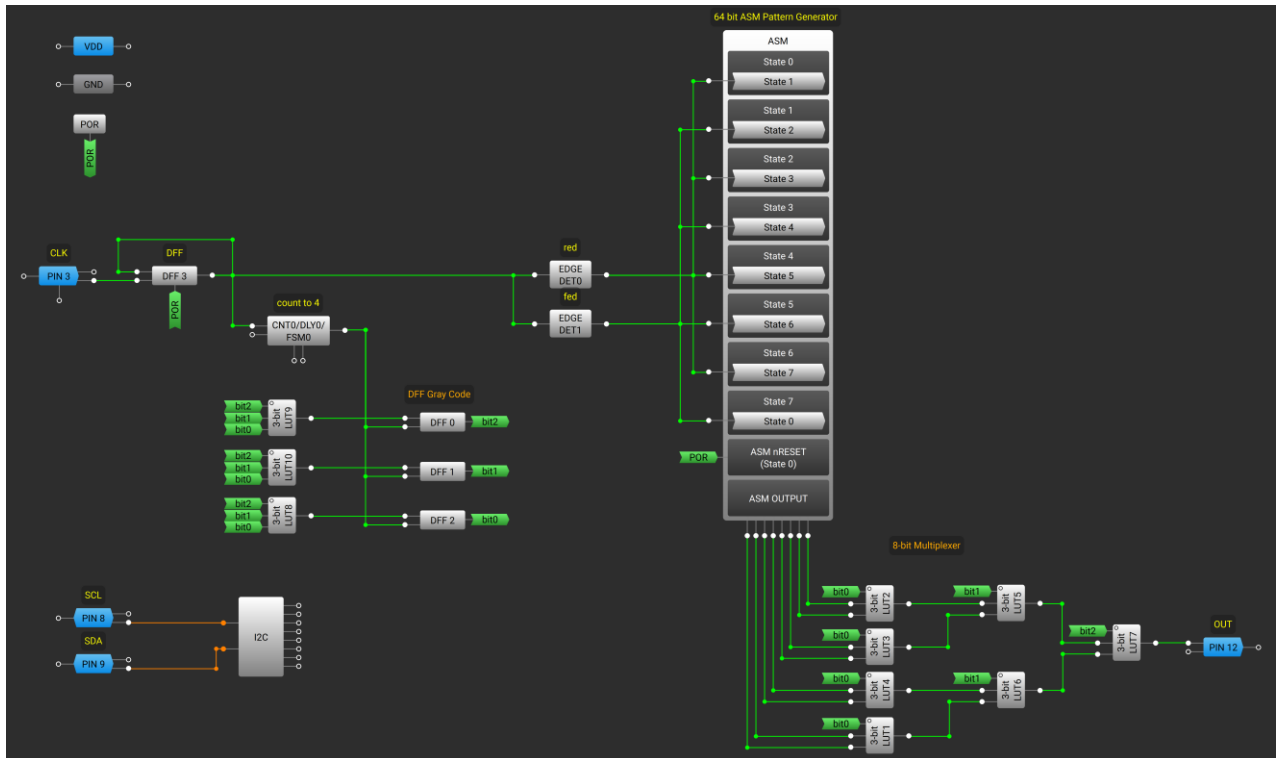 64 bit ASM Pattern Generator
VDD
GND
POR
POR
ASM
State 0
State 1
State 1
State 2
State 2
State 3
State 3
State 4
State 4
State 5
State 5
State 6
State 6
State 7
State 7
State 0
POR
ASM nRESET
(State 0)
ASM OUTPUT
CLK
PIN 3
DFF
DFF 3
POR
count to 4
CNT0/DLY0/
FSM0
red
EDGE
DET0
fed
EDGE
DET1
DFF Gray Code
bit2
bit1
bit0
3-bit
LUT9
DFF 0
bit2
bit2
bit1
bit0
3-bit
LUT10
DFF 1
bit1
bit2
bit1
bit0
3-bit
LUT8
DFF 2
bit0
SCL
PIN 8
SDA
PIN 9
I2C
8-bit Multiplexer
bit0
3-bit
LUT2
bit0
3-bit
LUT3
bit0
3-bit
LUT4
bit0
3-bit
LUT1
bit1
3-bit
LUT5
bit1
3-bit
LUT6
bit2
3-bit
LUT7
OUT
PIN 12